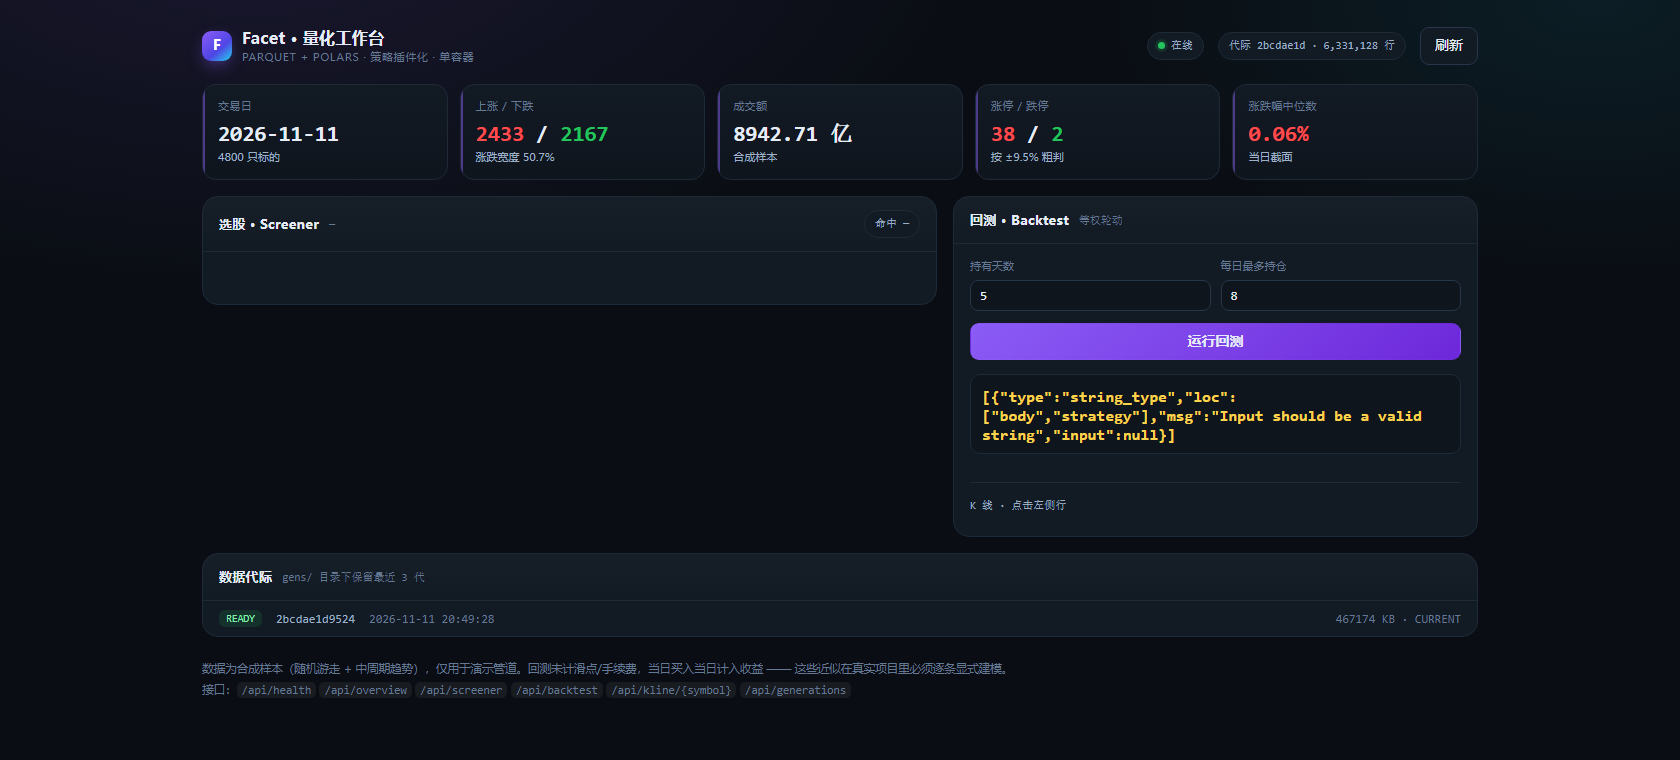 F
Facet • 量化工作台
PARQUET + POLARS · 策略插件化 · 单容器
在线
代际 2bcdae1d · 6,331,128 行
刷新
交易日
2026-11-11
4800 只标的
上涨 / 下跌
2433 / 2167
涨跌宽度 50.7%
成交额
8942.71 亿
合成样本
涨停 / 跌停
38 / 2
按 ±9.5% 粗判
涨跌幅中位数
0.06%
当日截面
选股 • Screener —
命中 —
回测 • Backtest 等权轮动
持有天数
每日最多持仓
5
8
运行回测
[{"type":"string_type","loc":
["body","strategy"],"msg":"Input should be a valid
string","input":null}]
K 线 · 点击左侧行
数据代际 gens/ 目录下保留最近 3 代
READY 2bcdae1d9524 2026-11-11 20:49:28
467174 KB · CURRENT
数据为合成样本（随机游走 + 中周期趋势），仅用于演示管道。回测未计滑点/手续费，当日买入当日计入收益 —— 这些近似在真实项目里必须逐条显式建模。
接口: /api/health /api/overview /api/screener /api/backtest /api/kline/{symbol} /api/generations